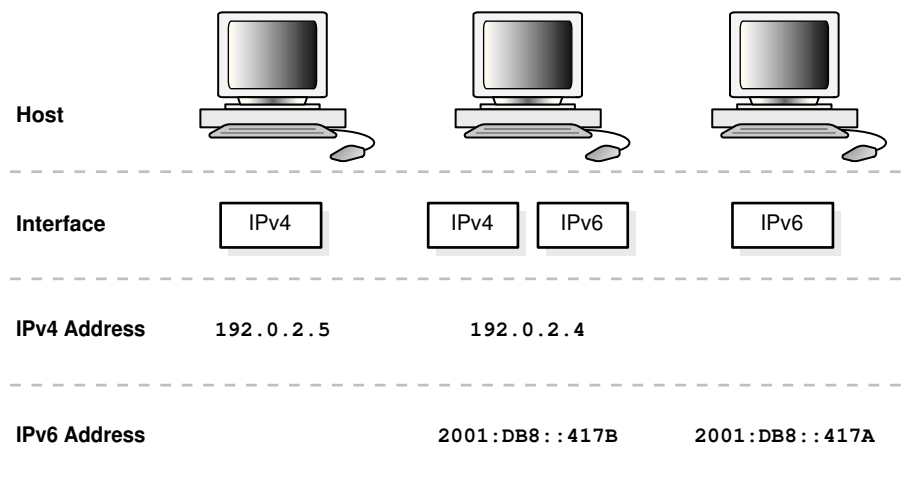 Host
Interface IPv4 IPv4 IPv6 IPv6
IPv4 Address 192.0.2.5 192.0.2.4
IPv6 Address 2001:DB8::417B 2001:DB8::417A